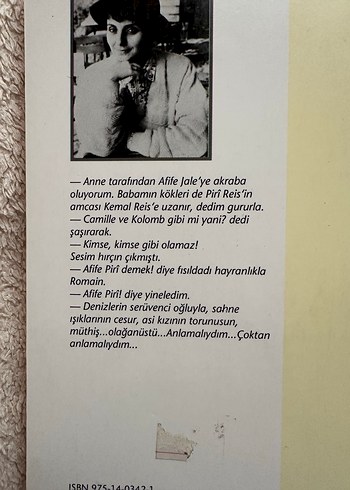 — Anne tarafından Afife Jale'ye akraba
oluyorum. Babamın kökleri de Pirî Reis'in
amcası Kemal Reis'e uzanır, dedim gururla.
— Camille ve Kolomb gibi mi yani? dedi
şaşırarak.
— Kimse, kimse gibi olamaz!
Sesim hırçın çıkmıştı.
— Afife Pirî demek! diye fısıldadı hayranlıkla
Romain.
— Afife Pirî! diye yineledim.
— Denizlerin serüvenci oğluyla, sahne
ışıklarının cesur, asi kızının torunusun,
müthiş...olağanüstü...Anlamalıydım...Çoktan
anlamalıydım...
ISBN 975-14-0342-1